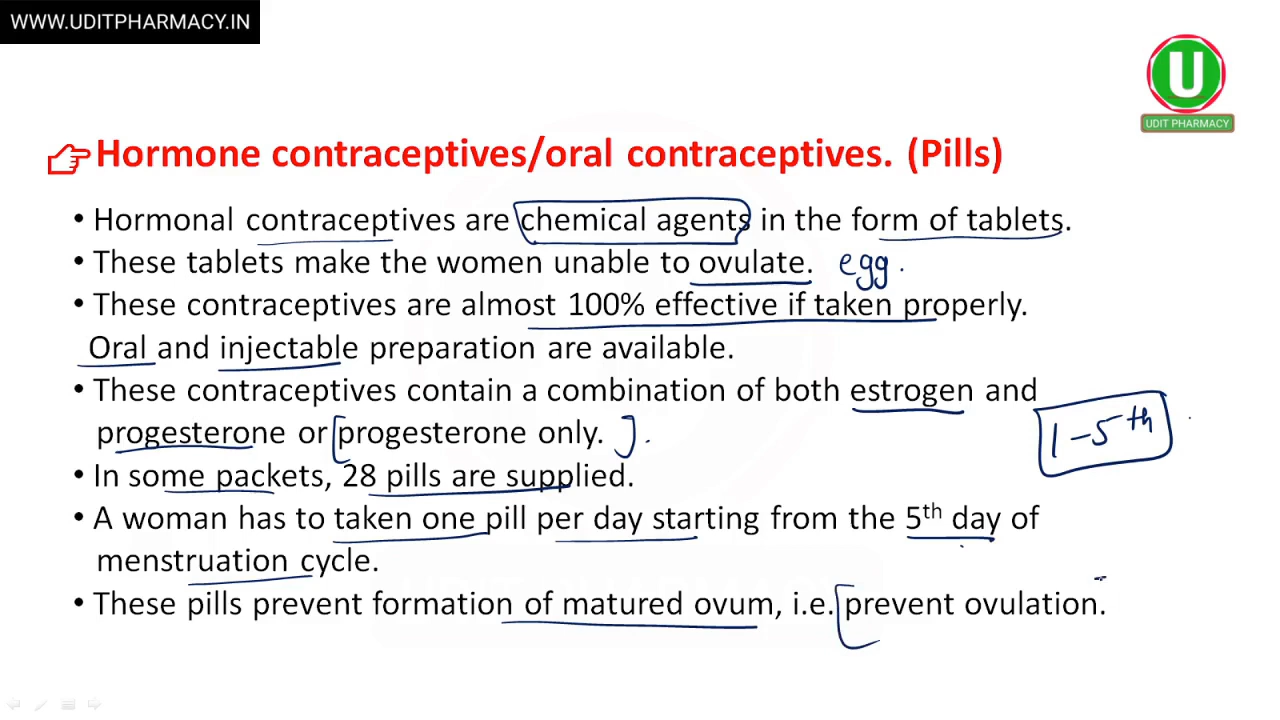 WWW.UDITPHARMACY.IN
U
UDIT PHARMACY
Hormone contraceptives/oral contraceptives. (Pills)
• Hormonal contraceptives are chemical agents in the form of tablets.
• These tablets make the women unable to ovulate. egg.
• These contraceptives are almost 100% effective if taken properly.
Oral and injectable preparation are available.
• These contraceptives contain a combination of both estrogen and
progesterone or [progesterone only. ].
1-5th
• In some packets, 28 pills are supplied.
• A woman has to taken one pill per day starting from the 5th day of
menstruation cycle.
• These pills prevent formation of matured ovum, i.e. [prevent ovulation.
UDIT PHARMACY